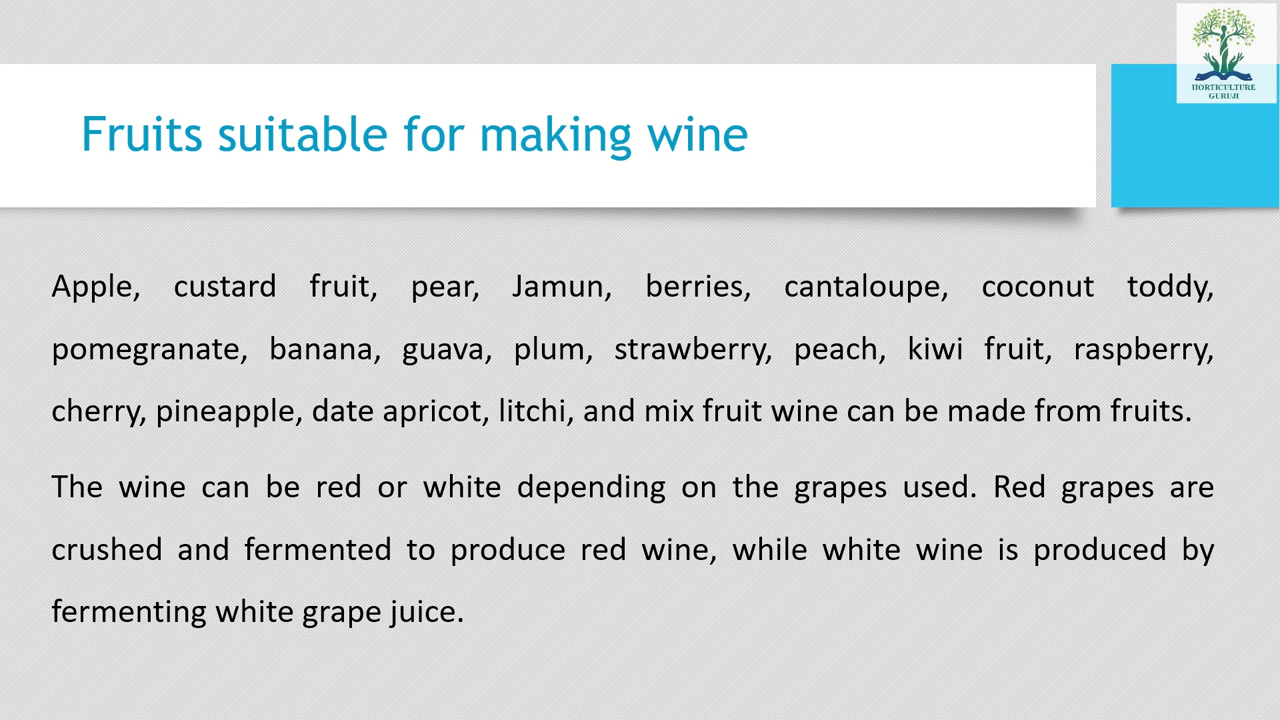 HORTICULTURE
GURUJI
Fruits suitable for making wine
Apple, custard fruit, pear, Jamun, berries, cantaloupe, coconut toddy,
pomegranate, banana, guava, plum, strawberry, peach, kiwi fruit, raspberry,
cherry, pineapple, date apricot, litchi, and mix fruit wine can be made from fruits.
The wine can be red or white depending on the grapes used. Red grapes are
crushed and fermented to produce red wine, while white wine is produced by
fermenting white grape juice.